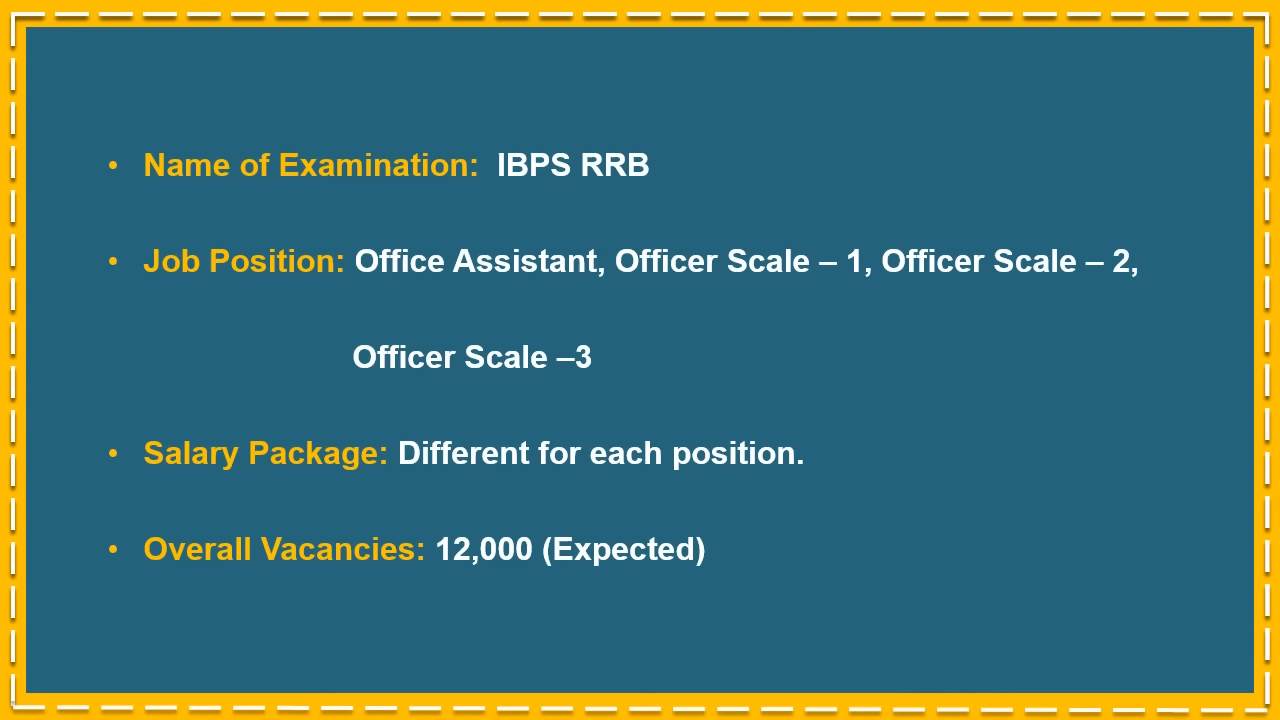 • Name of Examination: IBPS RRB
• Job Position: Office Assistant, Officer Scale – 1, Officer Scale – 2,
Officer Scale –3
• Salary Package: Different for each position.
• Overall Vacancies: 12,000 (Expected)